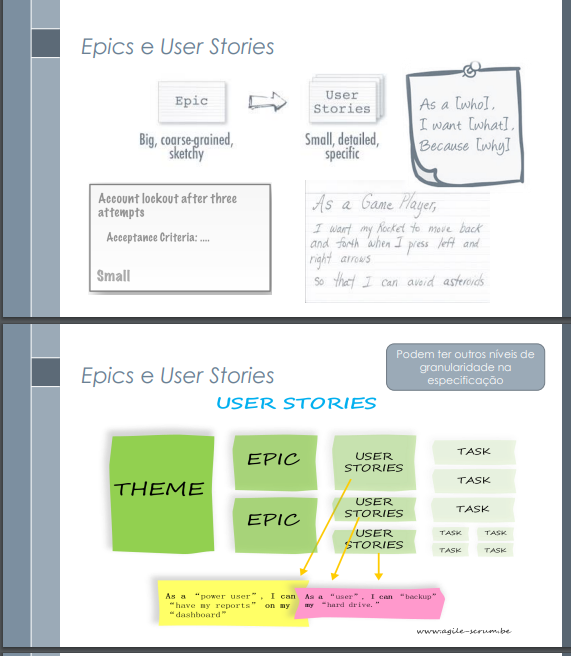 Epics e User Stories
Epic
User
Stories
Big, coarse-grained,
sketchy
Small, detailed,
specific
As a [who],
I want [what],
Because [why]
Account lockout after three
attempts
Acceptance Criteria: ....
Small
As a Game Player,
I want my Rocket to move back
and forth when I press left and
right arrows
so that I can avoid asteroids
Epics e User Stories
Podem ter outros níveis de
granularidade na
especificação
USER STORIES
THEME
EPIC
EPIC
USER
STORIES
USER
STORIES
USER
STORIES
TASK
TASK
TASK
TASK
TASK
TASK
TASK
As a “power user”, I can
“have my reports” on my
“dashboard”
As a “user”, I can “backup”
my “hard drive.”
www.agile-scrum.be